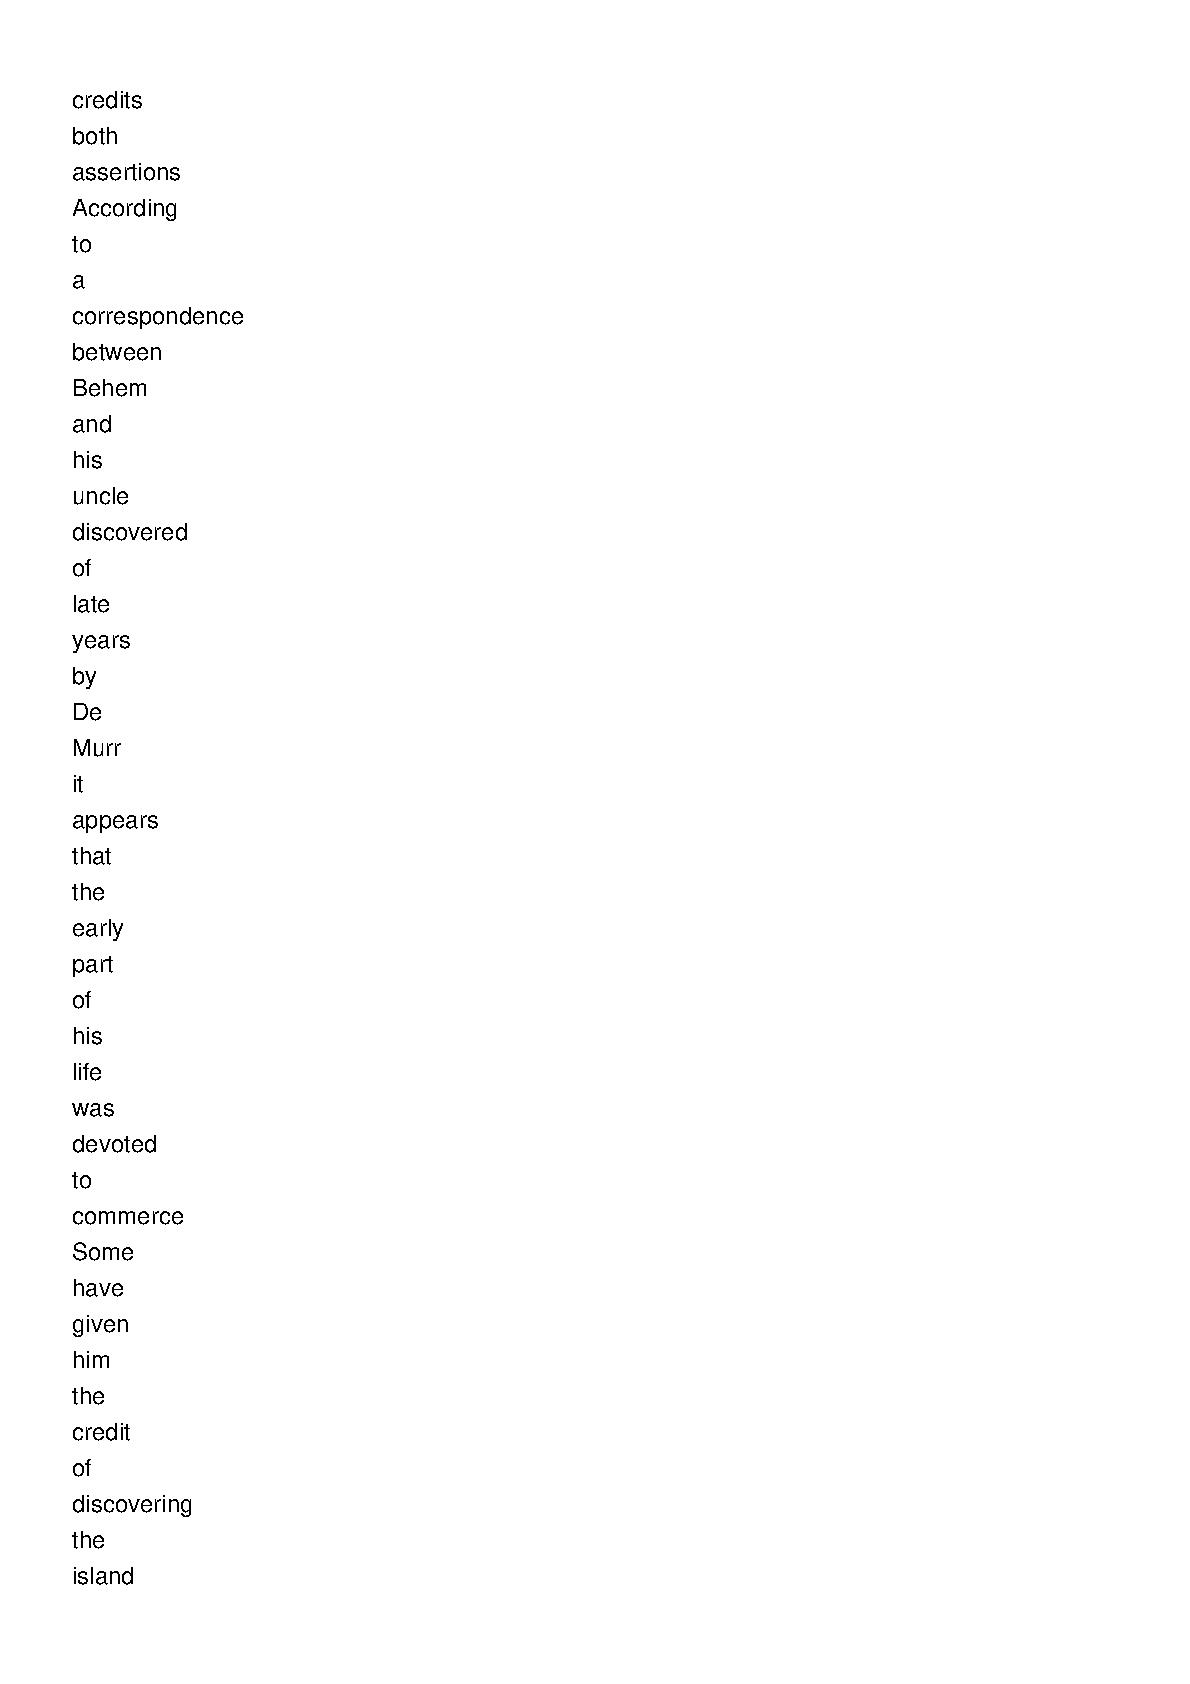 credits
both
assertions
According
to
a
correspondence
between
Behem
and
his
uncle
discovered
of
late
years
by
De
Murr
it
appears
that
the
early
part
of
his
life
was
devoted
to
commerce
Some
have
given
him
the
credit
of
discovering
the
island